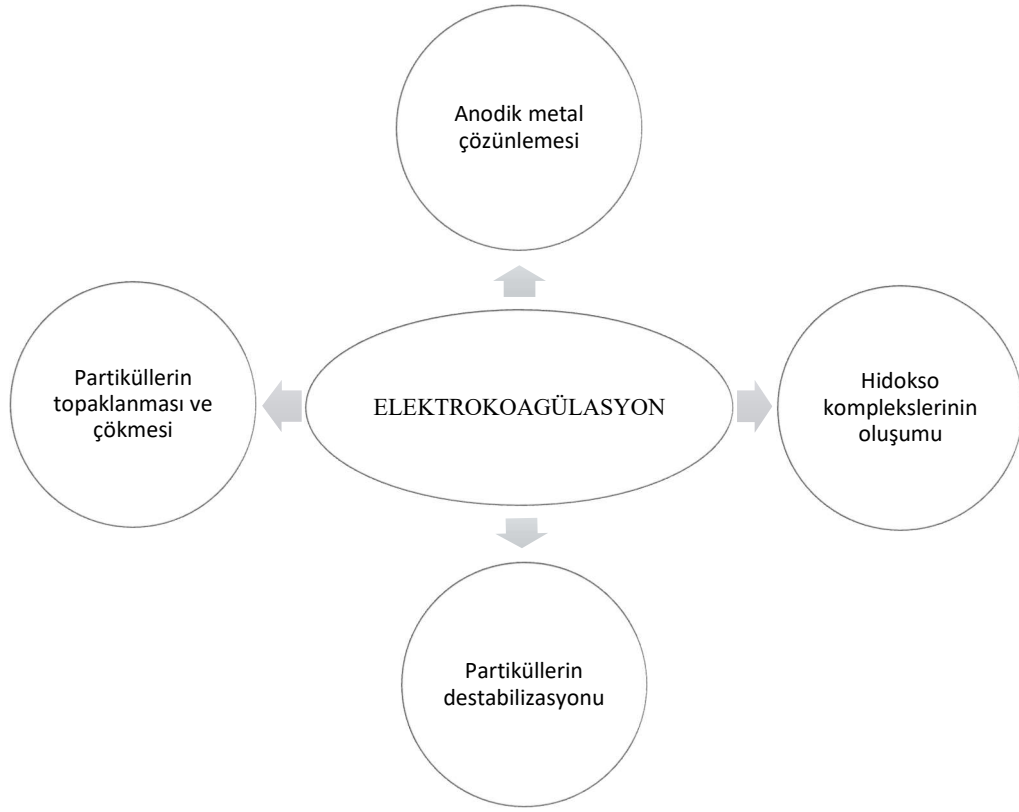 Anodik metal
çözünlemesi
Partiküllerin
topaklanması ve
çökmesi
ELEKTROKOAGÜLASYON
Hidokso
komplekslerinin
oluşumu
Partiküllerin
destabilizasyonu